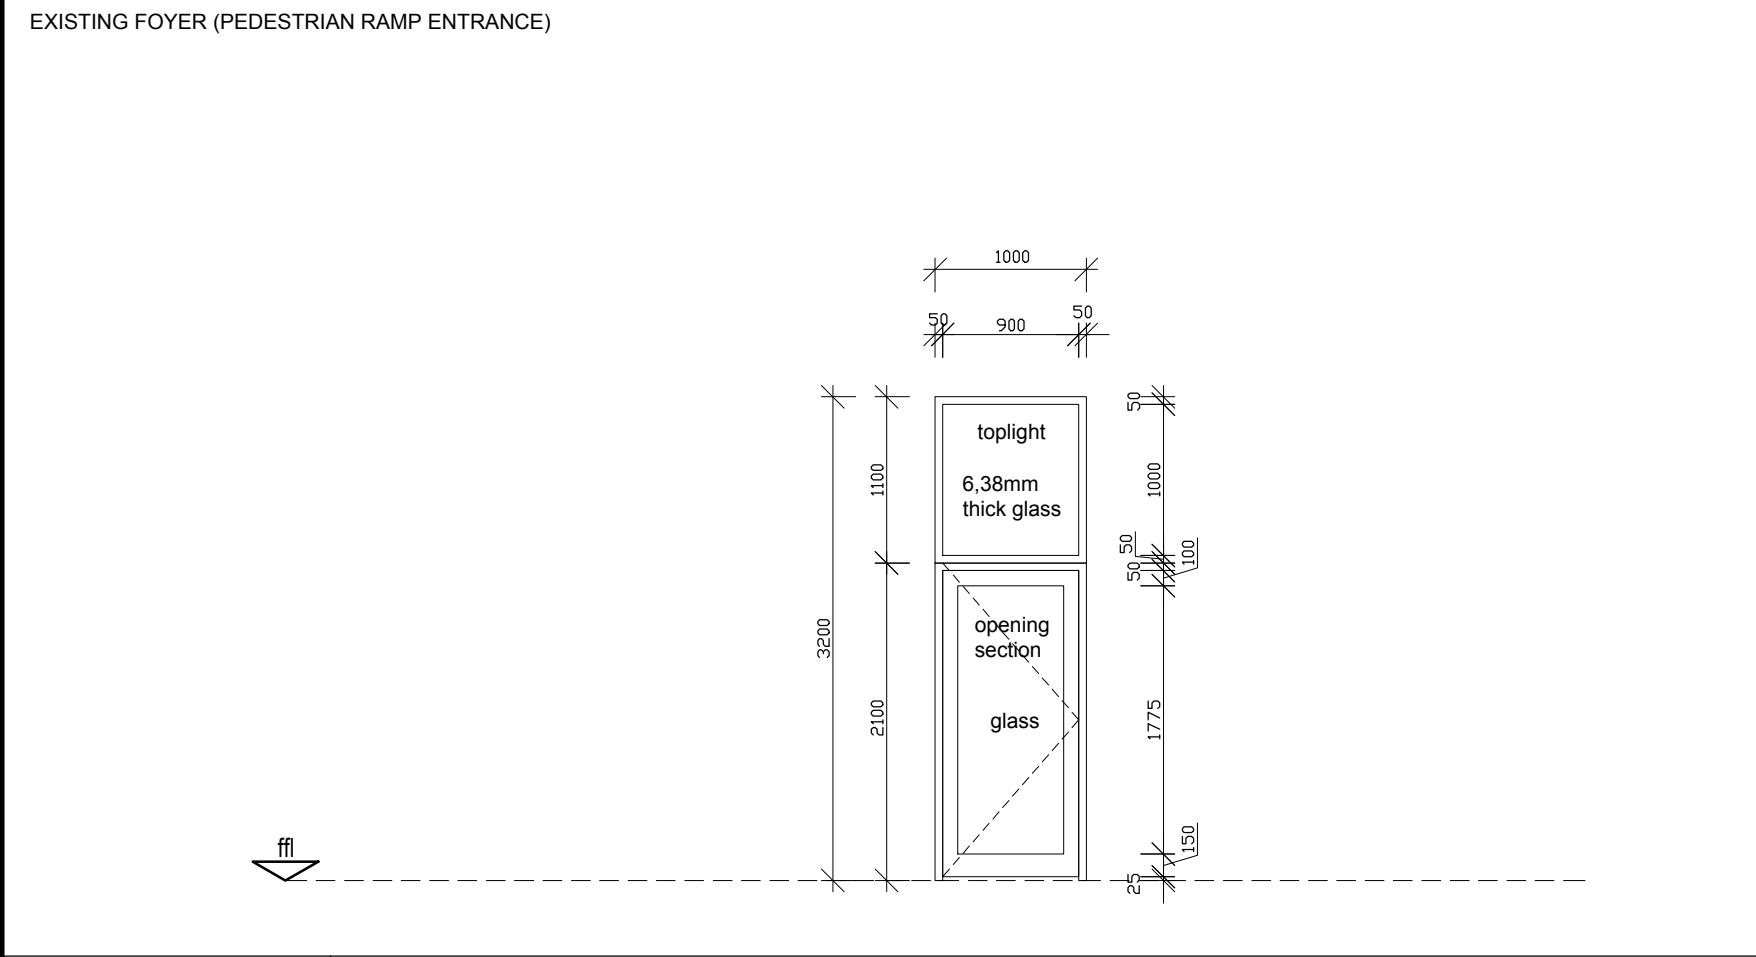 EXISTING FOYER (PEDESTRIAN RAMP ENTRANCE)
1000
50
900
50
toplight
6,38mm
thick glass
opening
section
glass
3200
1100
2100
50
1000
50
50
100
1775
150
25
ffl